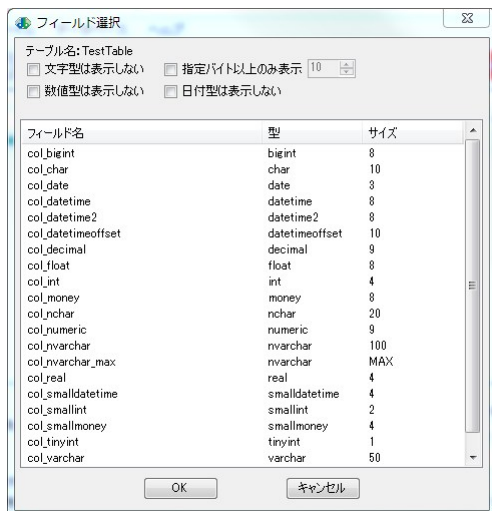 フィールド選択
テーブル名:TestTable
文字型は表示しない 指定バイト以上のみ表示 10
数値型は表示しない 日付型は表示しない
フィールド名 型 サイズ
col_bigint bigint 8
col_char char 10
col_date date 3
col_datetime datetime 8
col_datetime2 datetime2 8
col_datetimeoffset datetimeoffset 10
col_decimal decimal 9
col_float float 8
col_int int 4
col_money money 8
col_nchar nchar 20
col_numeric numeric 9
col_nvarchar nvarchar 100
col_nvarchar_max nvarchar MAX
col_real real 4
col_smalldatetime smalldatetime 4
col_smallint smallint 2
col_smallmoney smallmoney 4
col_tinyint tinyint 1
col_varchar varchar 50
OK キャンセル